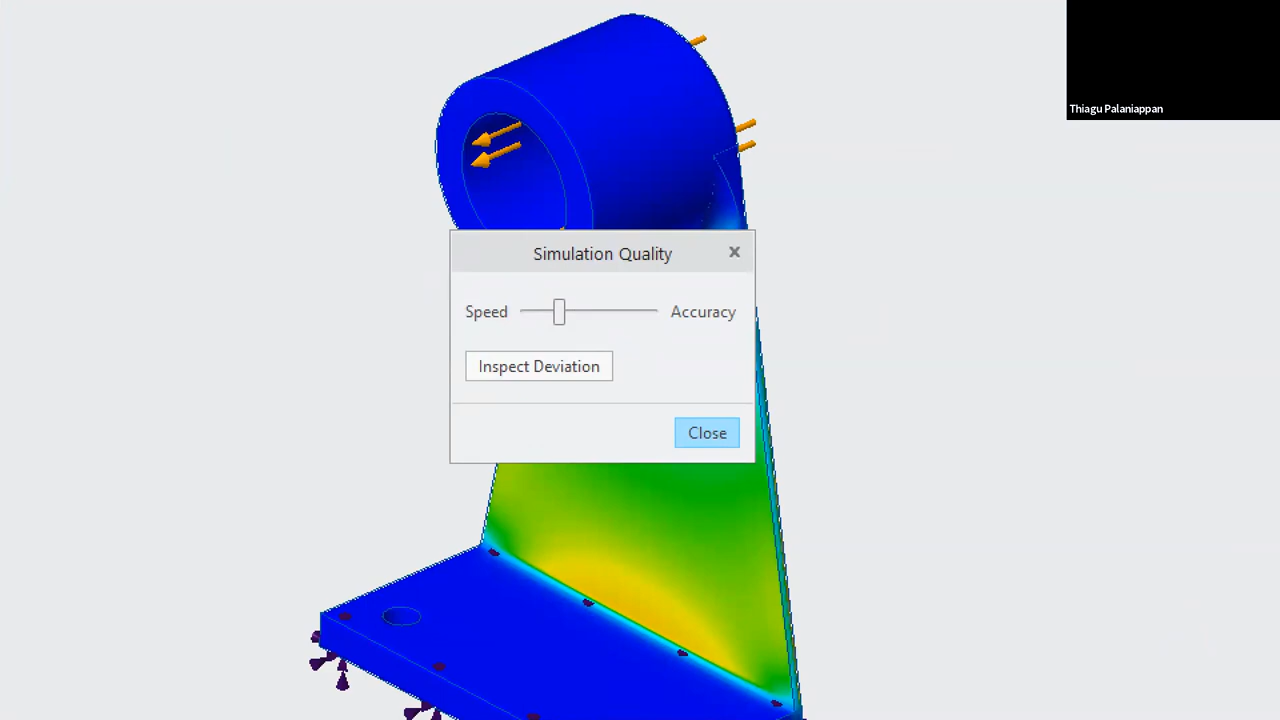 Thiagu Palaniappan
Simulation Quality
Speed
Accuracy
Inspect Deviation
Close